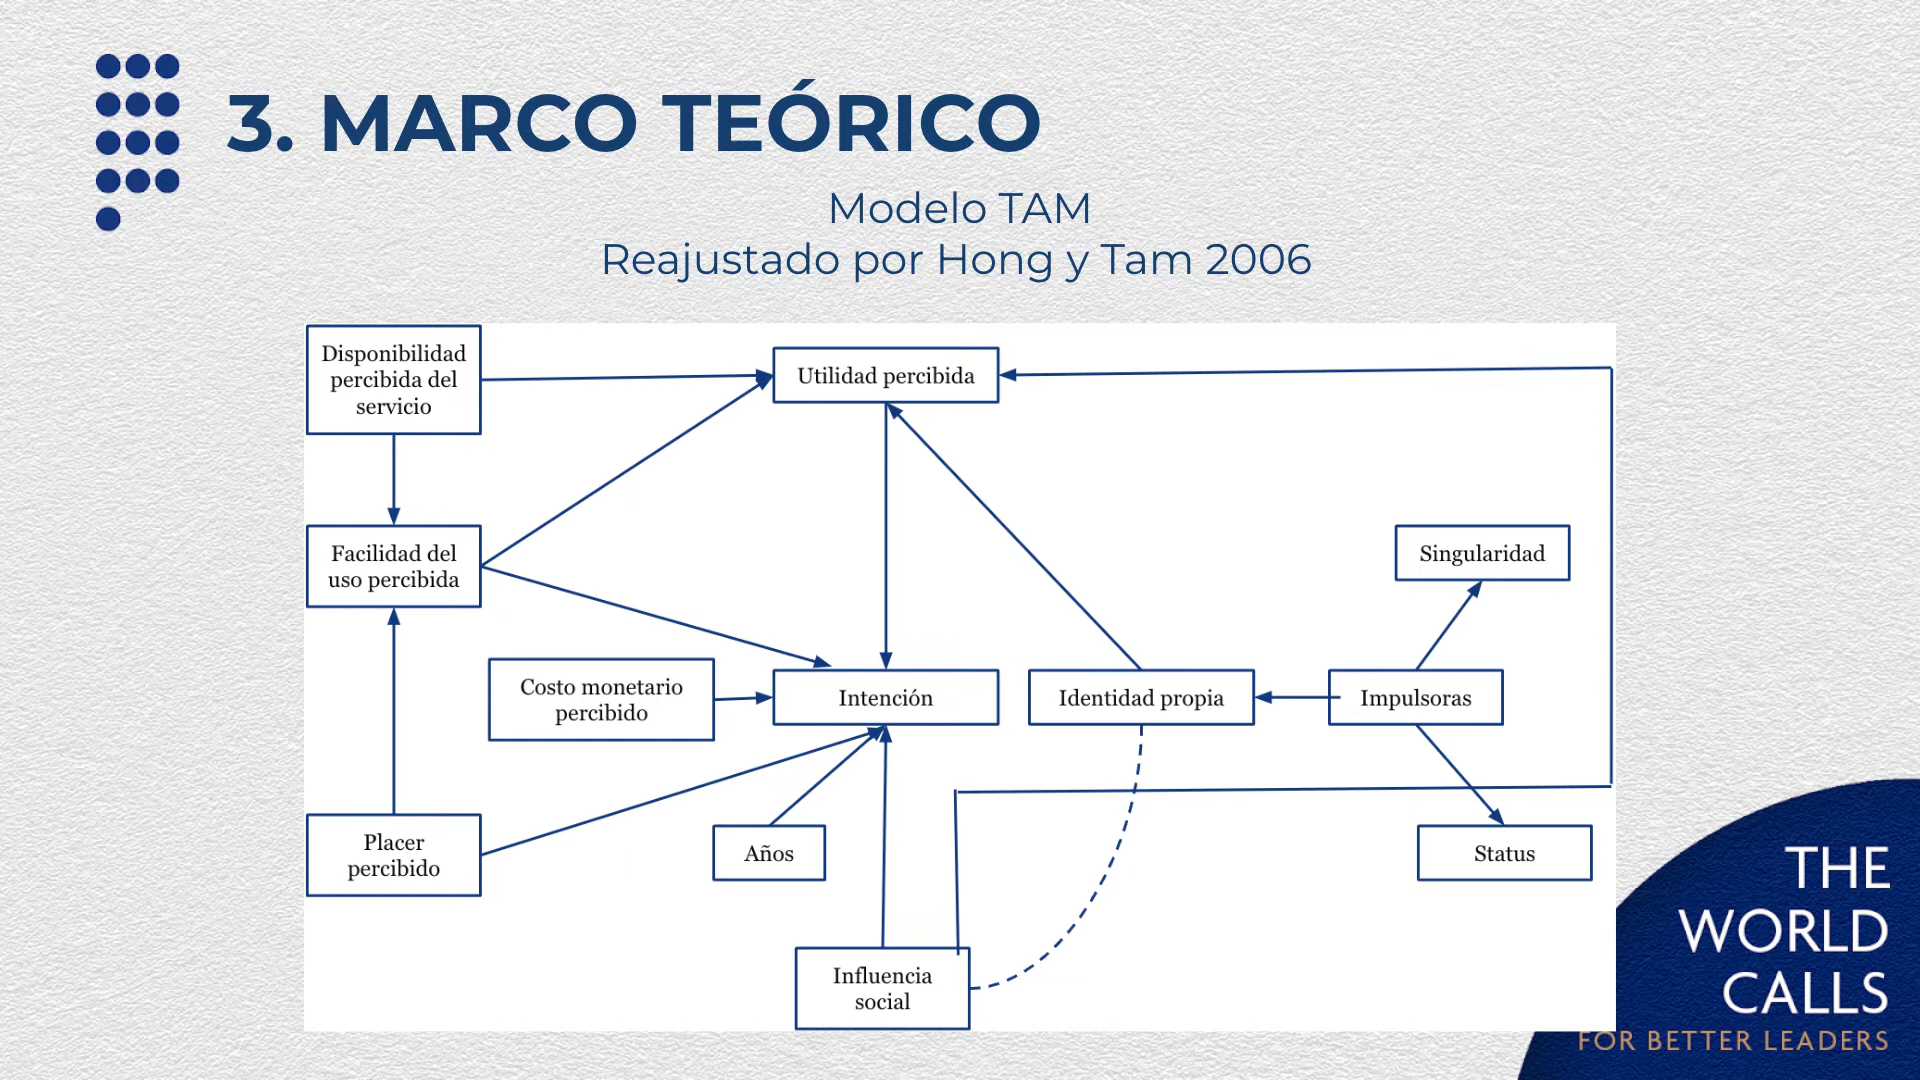 3. MARCO TEÓRICO
Modelo TAM
Reajustado por Hong y Tam 2006
Disponibilidad
percibida del
servicio
Utilidad percibida
Facilidad del
uso percibida
Singularidad
Costo monetario
percibido
Intención
Identidad propia
Impulsoras
Placer
percibido
Años
Status
Influencia
social
THE
WORLD
CALLS
FOR BETTER LEADERS